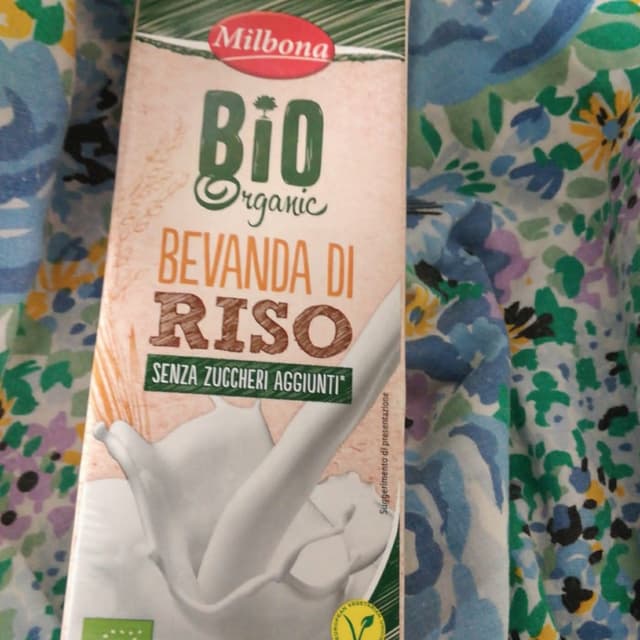 Milbona
BiO
Organic
BEVANDA DI
RISO
SENZA ZUCCHERI AGGIUNTI*
Suggerimento di presentazione